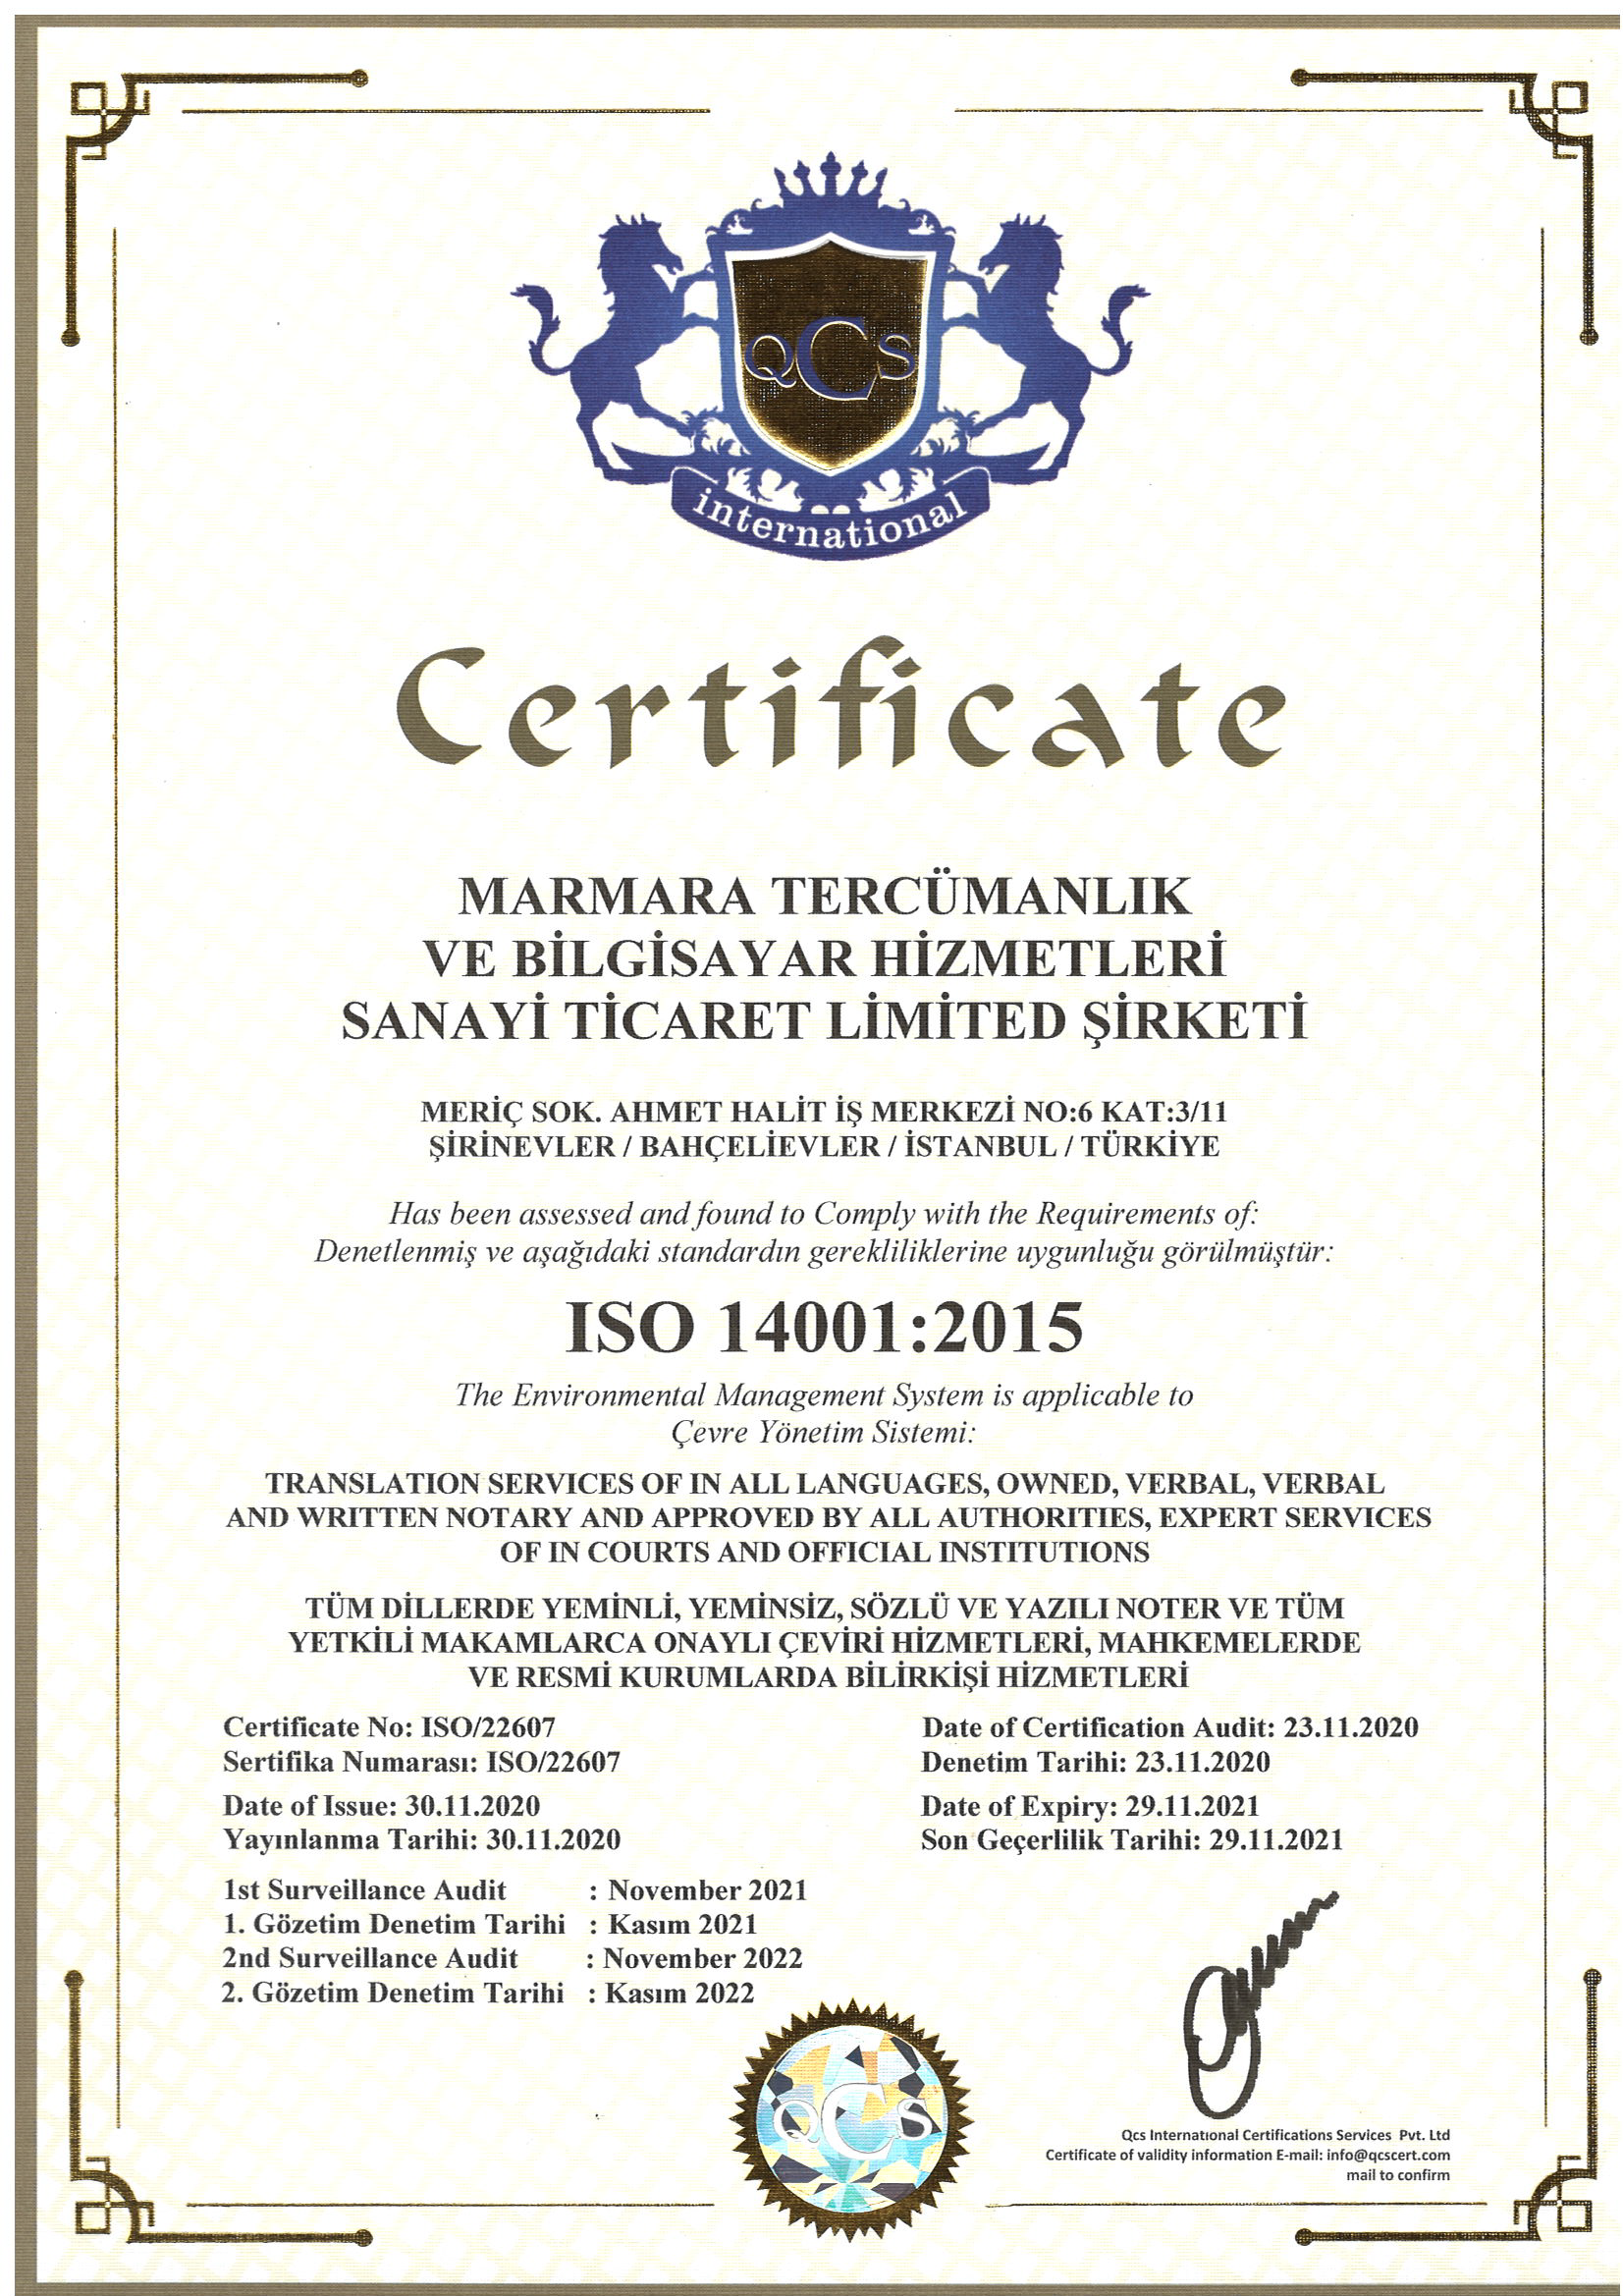 QCS
international
Certificate
MARMARA TERCÜMANLIK
VE BİLGİSAYAR HİZMETLERİ
SANAYİ TİCARET LİMİTED ŞİRKETİ
MERİÇ SOK. AHMET HALİT İŞ MERKEZİ NO:6 KAT:3/11
ŞİRİNEVLER / BAHÇELİEVLER / İSTANBUL / TÜRKİYE
Has been assessed and found to Comply with the Requirements of:
Denetlenmiş ve aşağıdaki standardın gerekliliklerine uygunluğu görülmüştür:
ISO 14001:2015
The Environmental Management System is applicable to
Çevre Yönetim Sistemi:
TRANSLATION SERVICES OF IN ALL LANGUAGES, OWNED, VERBAL, VERBAL
AND WRITTEN NOTARY AND APPROVED BY ALL AUTHORITIES, EXPERT SERVICES
OF IN COURTS AND OFFICIAL INSTITUTIONS
TÜM DİLLERDE YEMİNLİ, YEMİNSİZ, SÖZLÜ VE YAZILI NOTER VE TÜM
YETKİLİ MAKAMLARCA ONAYLI ÇEVİRİ HİZMETLERİ, MAHKEMELERDE
VE RESMİ KURUMLARDA BİLİRKİŞİ HİZMETLERİ
Certificate No: ISO/22607
Sertifika Numarası: ISO/22607
Date of Certification Audit: 23.11.2020
Denetim Tarihi: 23.11.2020
Date of Issue: 30.11.2020
Yayınlanma Tarihi: 30.11.2020
Date of Expiry: 29.11.2021
Son Geçerlilik Tarihi: 29.11.2021
1st Surveillance Audit : November 2021
1. Gözetim Denetim Tarihi : Kasım 2021
2nd Surveillance Audit : November 2022
2. Gözetim Denetim Tarihi : Kasım 2022
QCS
Qcs International Certifications Services Pvt. Ltd
Certificate of validity information E-mail: info@qcscert.com
mail to confirm